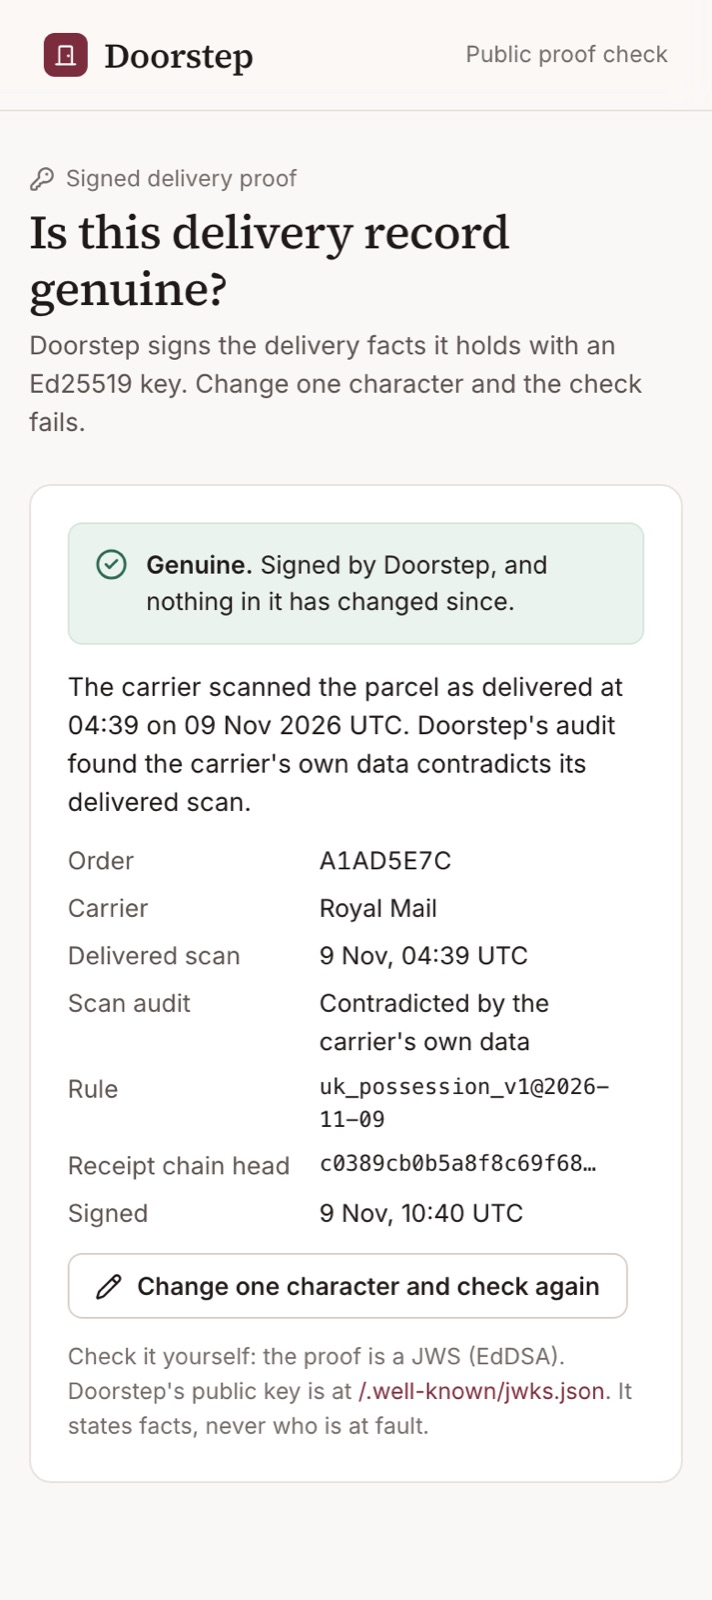 Doorstep
Public proof check
Signed delivery proof
Is this delivery record
genuine?
Doorstep signs the delivery facts it holds with an
Ed25519 key. Change one character and the check
fails.
Genuine. Signed by Doorstep, and
nothing in it has changed since.
The carrier scanned the parcel as delivered at
04:39 on 09 Nov 2026 UTC. Doorstep's audit
found the carrier's own data contradicts its
delivered scan.
Order A1AD5E7C
Carrier Royal Mail
Delivered scan 9 Nov, 04:39 UTC
Scan audit Contradicted by the
carrier's own data
Rule uk_possession_v1@2026-
11-09
Receipt chain head c0389cb0b5a8f8c69f68…
Signed 9 Nov, 10:40 UTC
Change one character and check again
Check it yourself: the proof is a JWS (EdDSA).
Doorstep's public key is at /.well-known/jwks.json. It
states facts, never who is at fault.